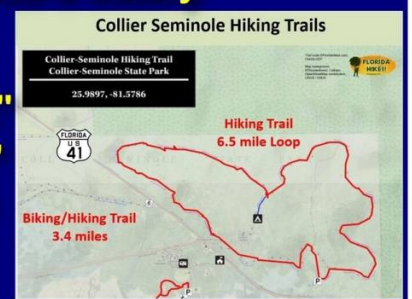 Collier Seminole Hiking Trails
Collier-Seminole Hiking Trail
Collier-Seminole State Park
25.9897, -81.5786
FLORIDA
HIKES!
FLORIDA
US
41
Hiking Trail
6.5 mile Loop
Biking/Hiking Trail
3.4 miles
P
P